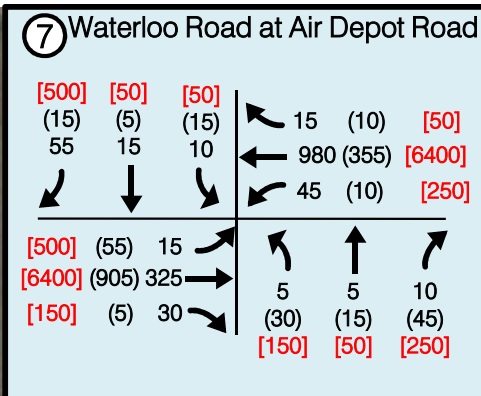 7 Waterloo Road at Air Depot Road
[500] [50] [50]
(15) (5) (15)
55 15 10
15 (10) [50]
980 (355) [6400]
45 (10) [250]
[500] (55) 15
[6400] (905) 325
[150] (5) 30
5 5 10
(30) (15) (45)
[150] [50] [250]